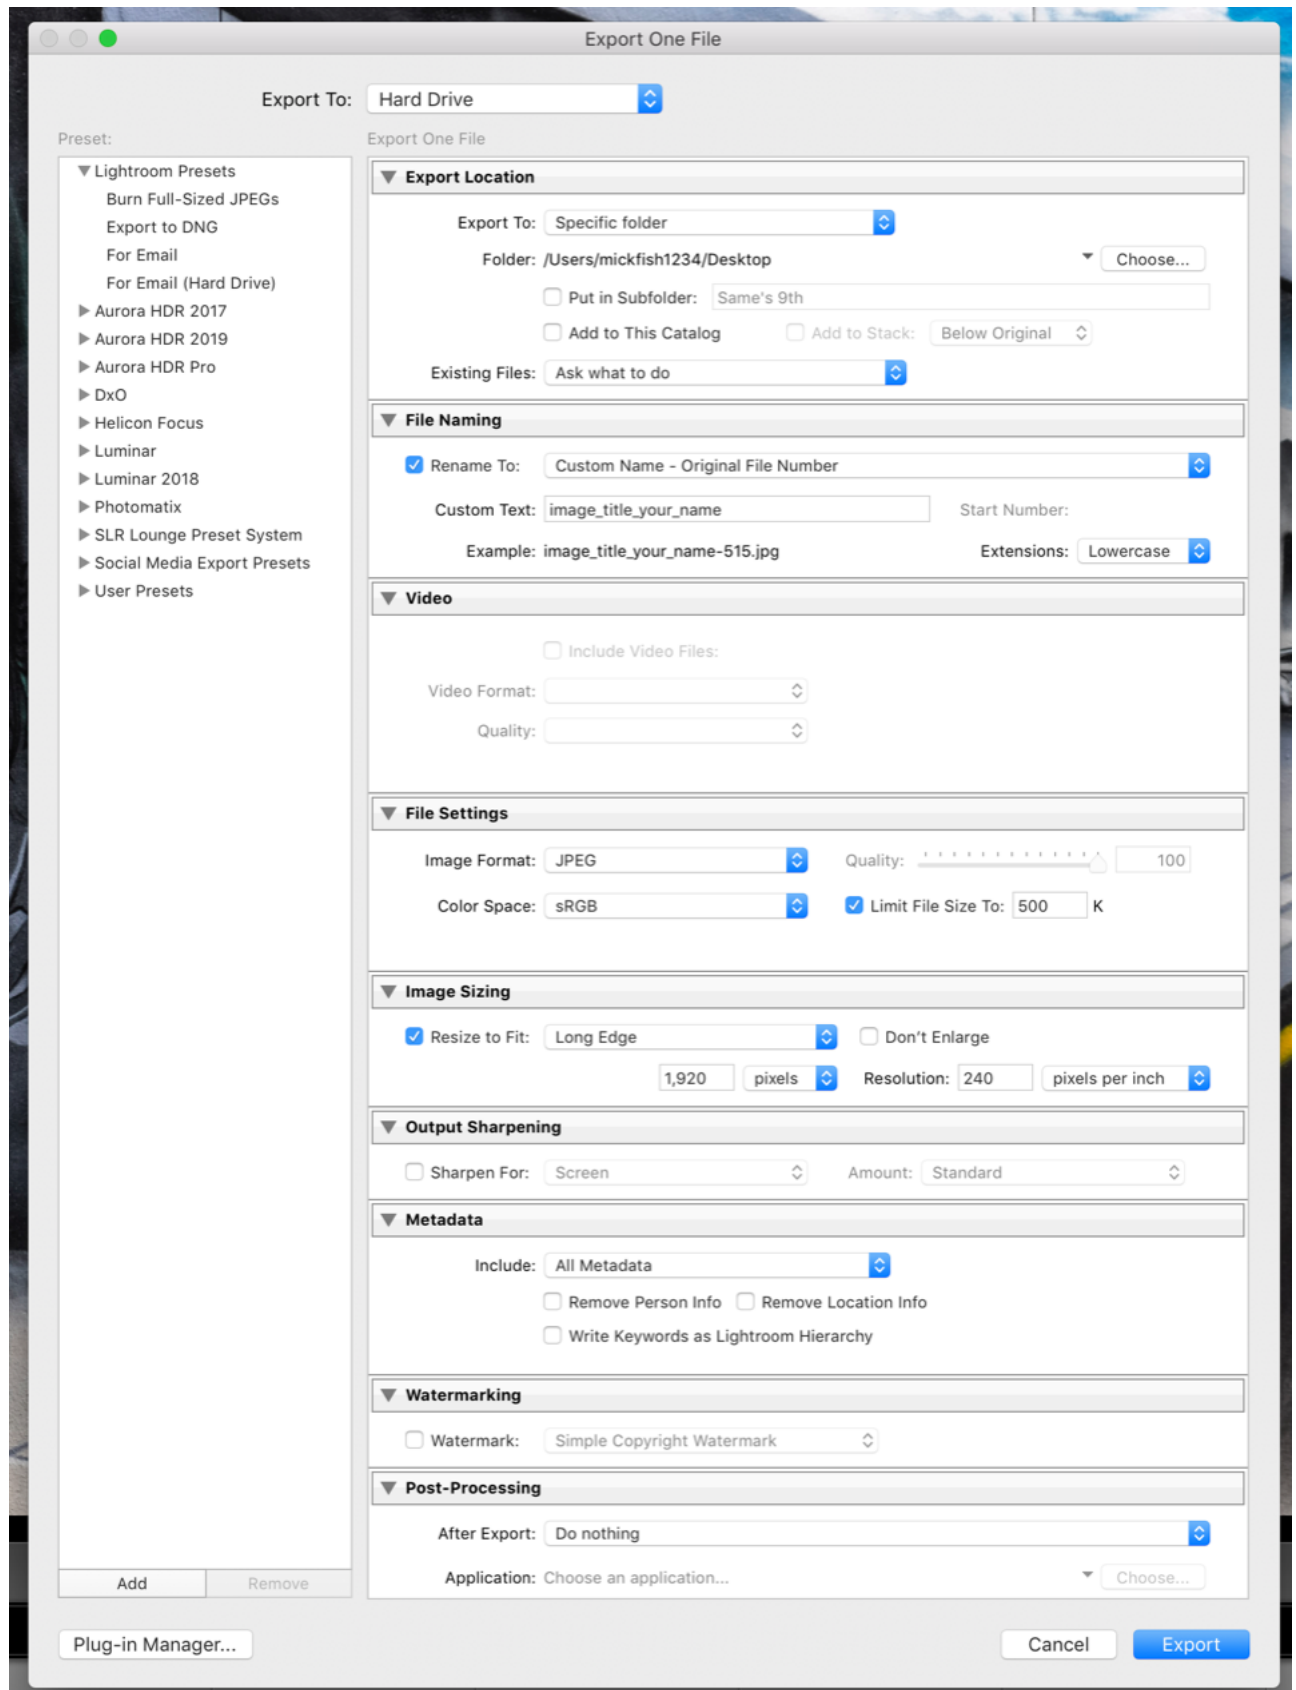 Export One File
Export To: Hard Drive
Preset:
Lightroom Presets
Burn Full-Sized JPEGs
Export to DNG
For Email
For Email (Hard Drive)
Aurora HDR 2017
Aurora HDR 2019
Aurora HDR Pro
DxO
Helicon Focus
Luminar
Luminar 2018
Photomatix
SLR Lounge Preset System
Social Media Export Presets
User Presets
Add Remove
Export One File
Export Location
Export To: Specific folder
Folder: /Users/mickfish1234/Desktop Choose...
Put in Subfolder: Same's 9th
Add to This Catalog Add to Stack: Below Original
Existing Files: Ask what to do
File Naming
Rename To: Custom Name - Original File Number
Custom Text: image_title_your_name Start Number:
Example: image_title_your_name-515.jpg Extensions: Lowercase
Video
Include Video Files:
Video Format:
Quality:
File Settings
Image Format: JPEG Quality: 100
Color Space: sRGB Limit File Size To: 500 K
Image Sizing
Resize to Fit: Long Edge Don't Enlarge
1,920 pixels Resolution: 240 pixels per inch
Output Sharpening
Sharpen For: Screen Amount: Standard
Metadata
Include: All Metadata
Remove Person Info Remove Location Info
Write Keywords as Lightroom Hierarchy
Watermarking
Watermark: Simple Copyright Watermark
Post-Processing
After Export: Do nothing
Application: Choose an application... Choose...
Plug-in Manager... Cancel Export